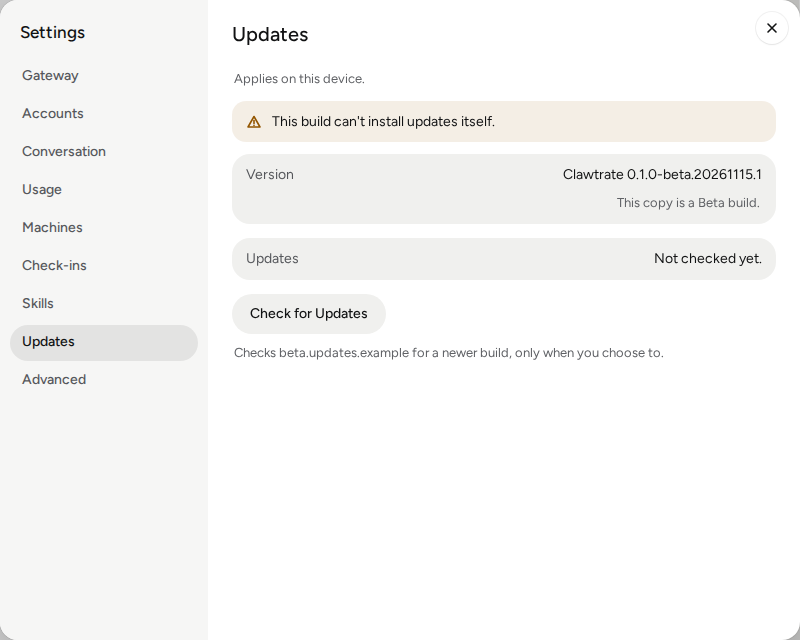 Settings
Gateway
Accounts
Conversation
Usage
Machines
Check-ins
Skills
Updates
Advanced
Updates
Applies on this device.
This build can't install updates itself.
Version
Clawtrate 0.1.0-beta.20261115.1
This copy is a Beta build.
Updates
Not checked yet.
Check for Updates
Checks beta.updates.example for a newer build, only when you choose to.